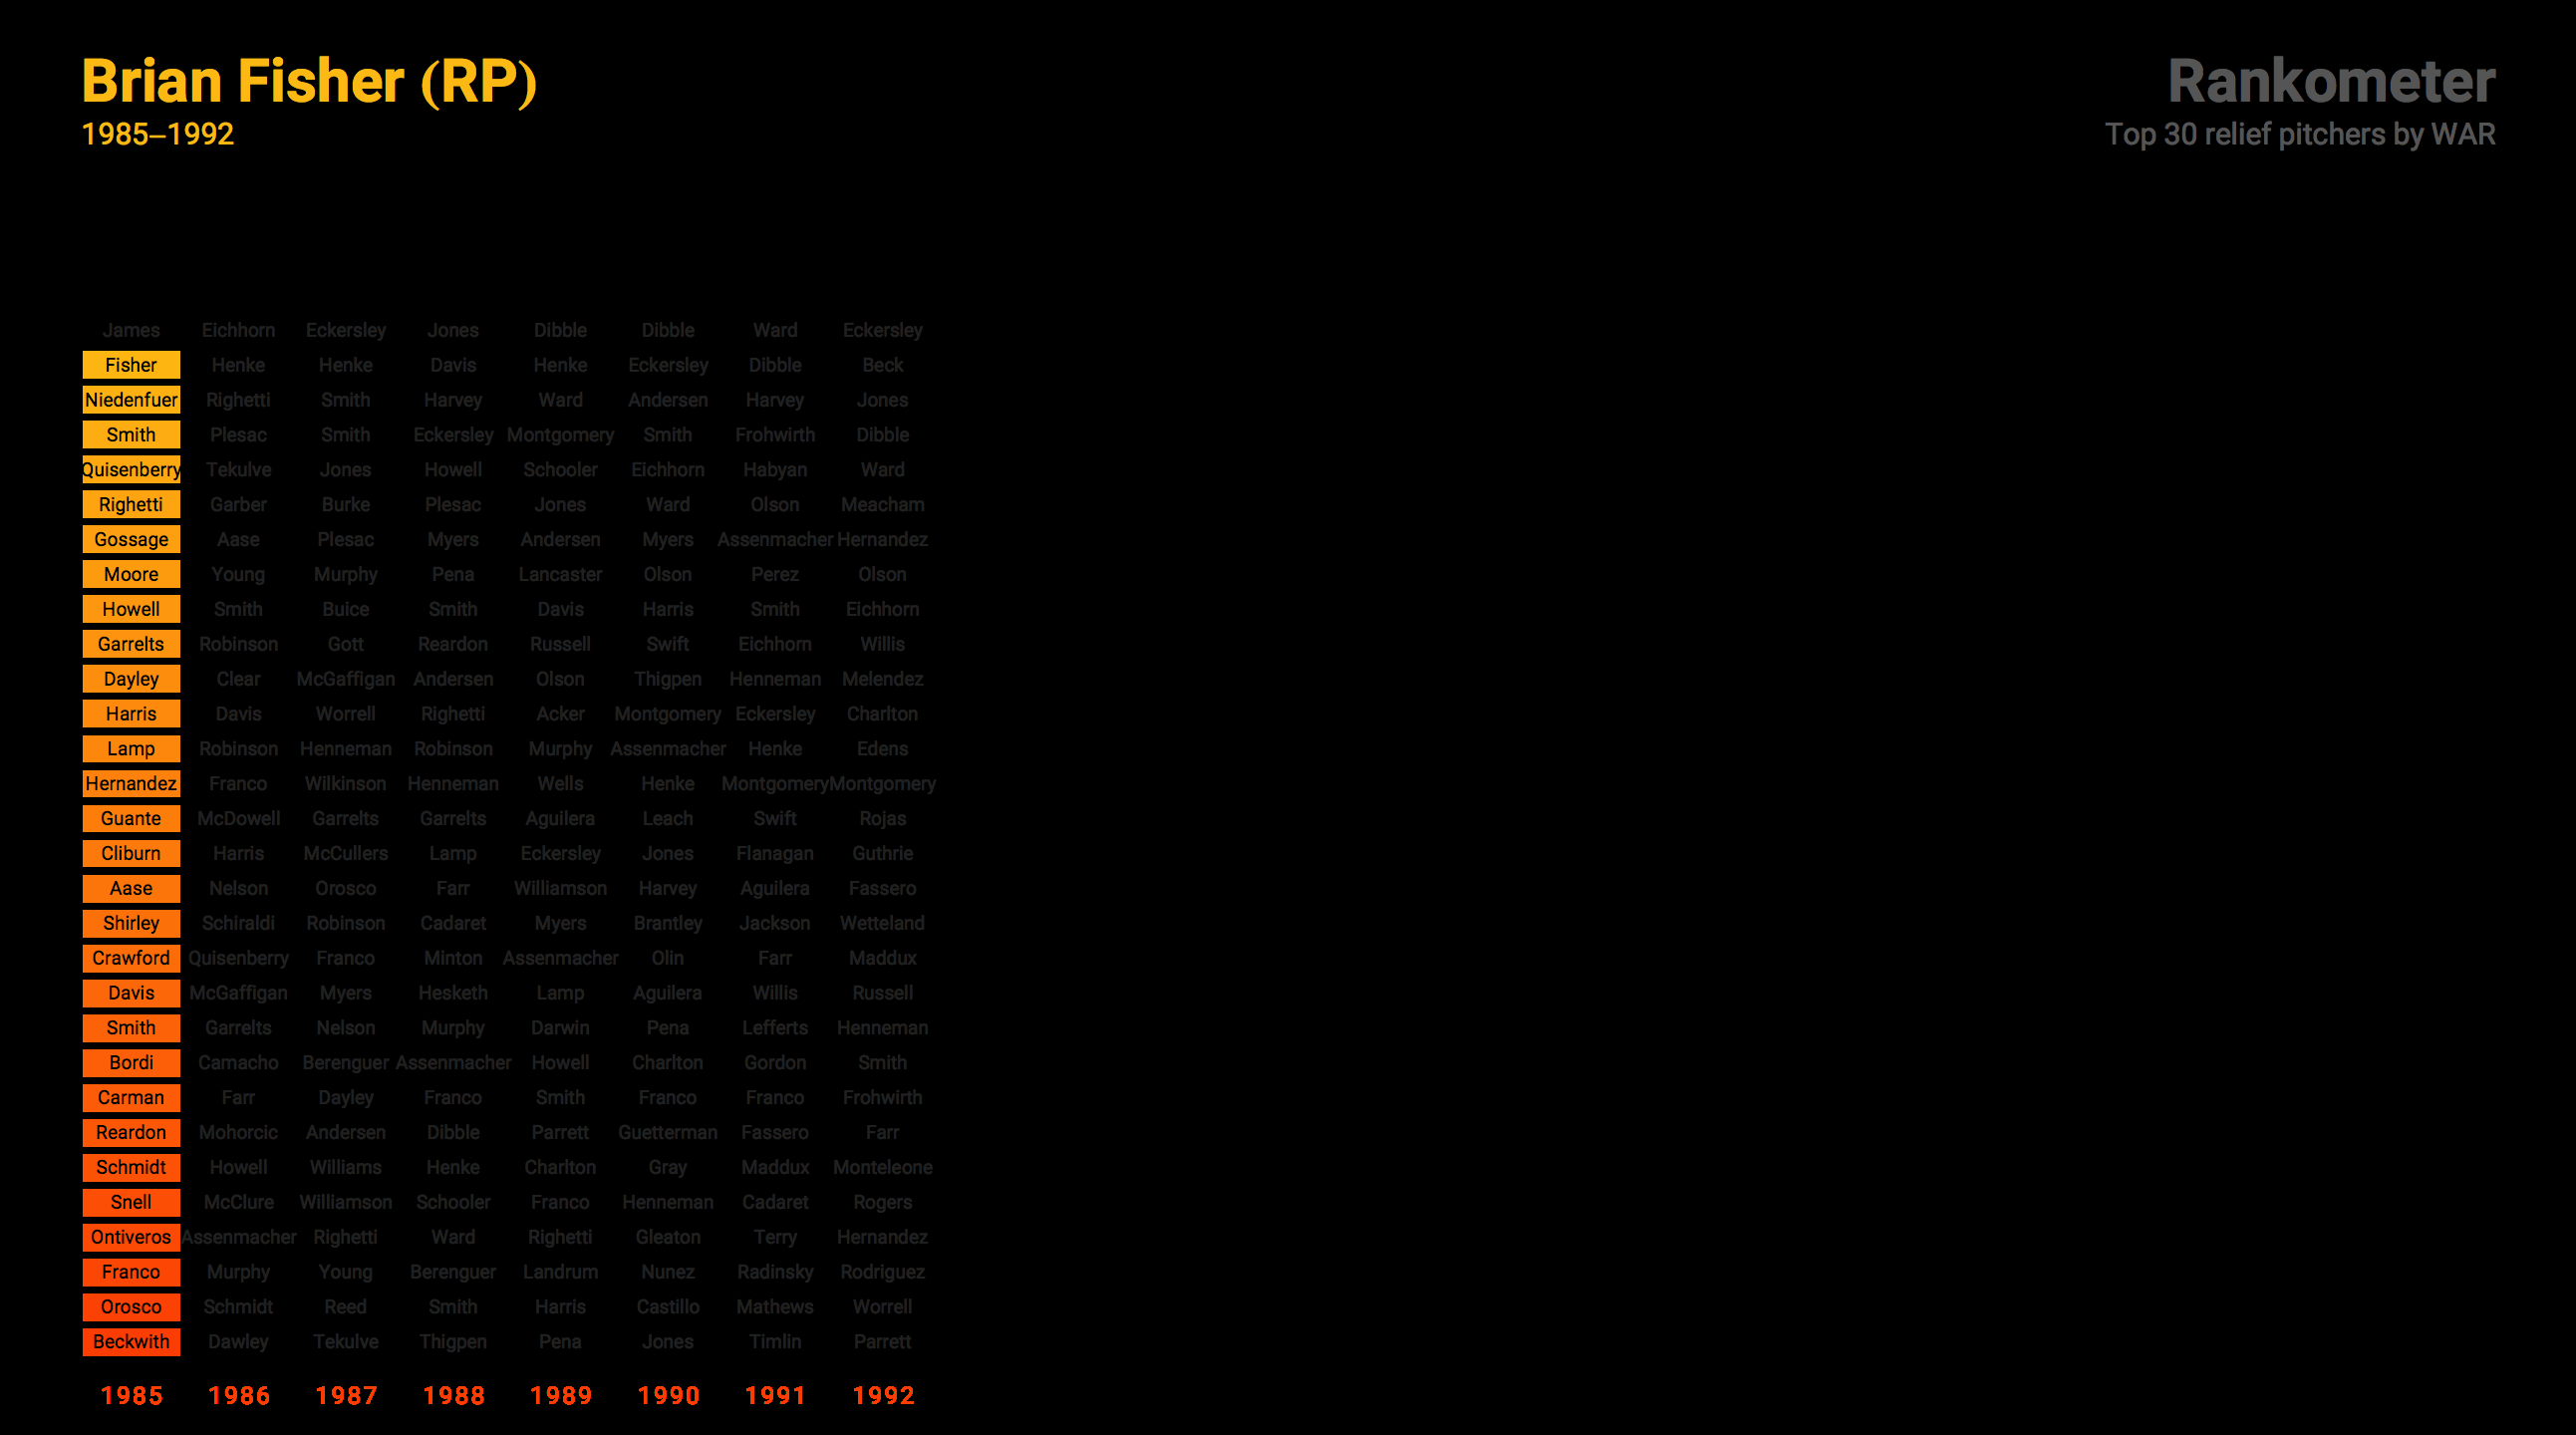 Brian Fisher (RP)
1985–1992
Rankometer
Top 30 relief pitchers by WAR
James Eichhorn Eckersley Jones Dibble Dibble Ward Eckersley
Fisher Henke Henke Davis Henke Eckersley Dibble Beck
Niedenfuer Righetti Smith Harvey Ward Andersen Harvey Jones
Smith Plesac Smith Eckersley Montgomery Smith Frohwirth Dibble
Quisenberry Tekulve Jones Howell Schooler Eichhorn Habyan Ward
Righetti Garber Burke Plesac Jones Ward Olson Meacham
Gossage Aase Plesac Myers Andersen Myers Assenmacher Hernandez
Moore Young Murphy Pena Lancaster Olson Perez Olson
Howell Smith Buice Smith Davis Harris Smith Eichhorn
Garrelts Robinson Gott Reardon Russell Swift Eichhorn Willis
Dayley Clear McGaffigan Andersen Olson Thigpen Henneman Melendez
Harris Davis Worrell Righetti Acker Montgomery Eckersley Charlton
Lamp Robinson Henneman Robinson Murphy Assenmacher Henke Edens
Hernandez Franco Wilkinson Henneman Wells Henke Montgomery Montgomery
Guante McDowell Garrelts Garrelts Aguilera Leach Swift Rojas
Cliburn Harris McCullers Lamp Eckersley Jones Flanagan Guthrie
Aase Nelson Orosco Farr Williamson Harvey Aguilera Fassero
Shirley Schiraldi Robinson Cadaret Myers Brantley Jackson Wetteland
Crawford Quisenberry Franco Minton Assenmacher Olin Farr Maddux
Davis McGaffigan Myers Hesketh Lamp Aguilera Willis Russell
Smith Garrelts Nelson Murphy Darwin Pena Lefferts Henneman
Bordi Camacho Berenguer Assenmacher Howell Charlton Gordon Smith
Carman Farr Dayley Franco Smith Franco Franco Frohwirth
Reardon Mohorcic Andersen Dibble Parrett Guetterman Fassero Farr
Schmidt Howell Williams Henke Charlton Gray Maddux Monteleone
Snell McClure Williamson Schooler Franco Henneman Cadaret Rogers
Ontiveros Assenmacher Righetti Ward Righetti Gleaton Terry Hernandez
Franco Murphy Young Berenguer Landrum Nunez Radinsky Rodriguez
Orosco Schmidt Reed Smith Harris Castillo Mathews Worrell
Beckwith Dawley Tekulve Thigpen Pena Jones Timlin Parrett
1985 1986 1987 1988 1989 1990 1991 1992